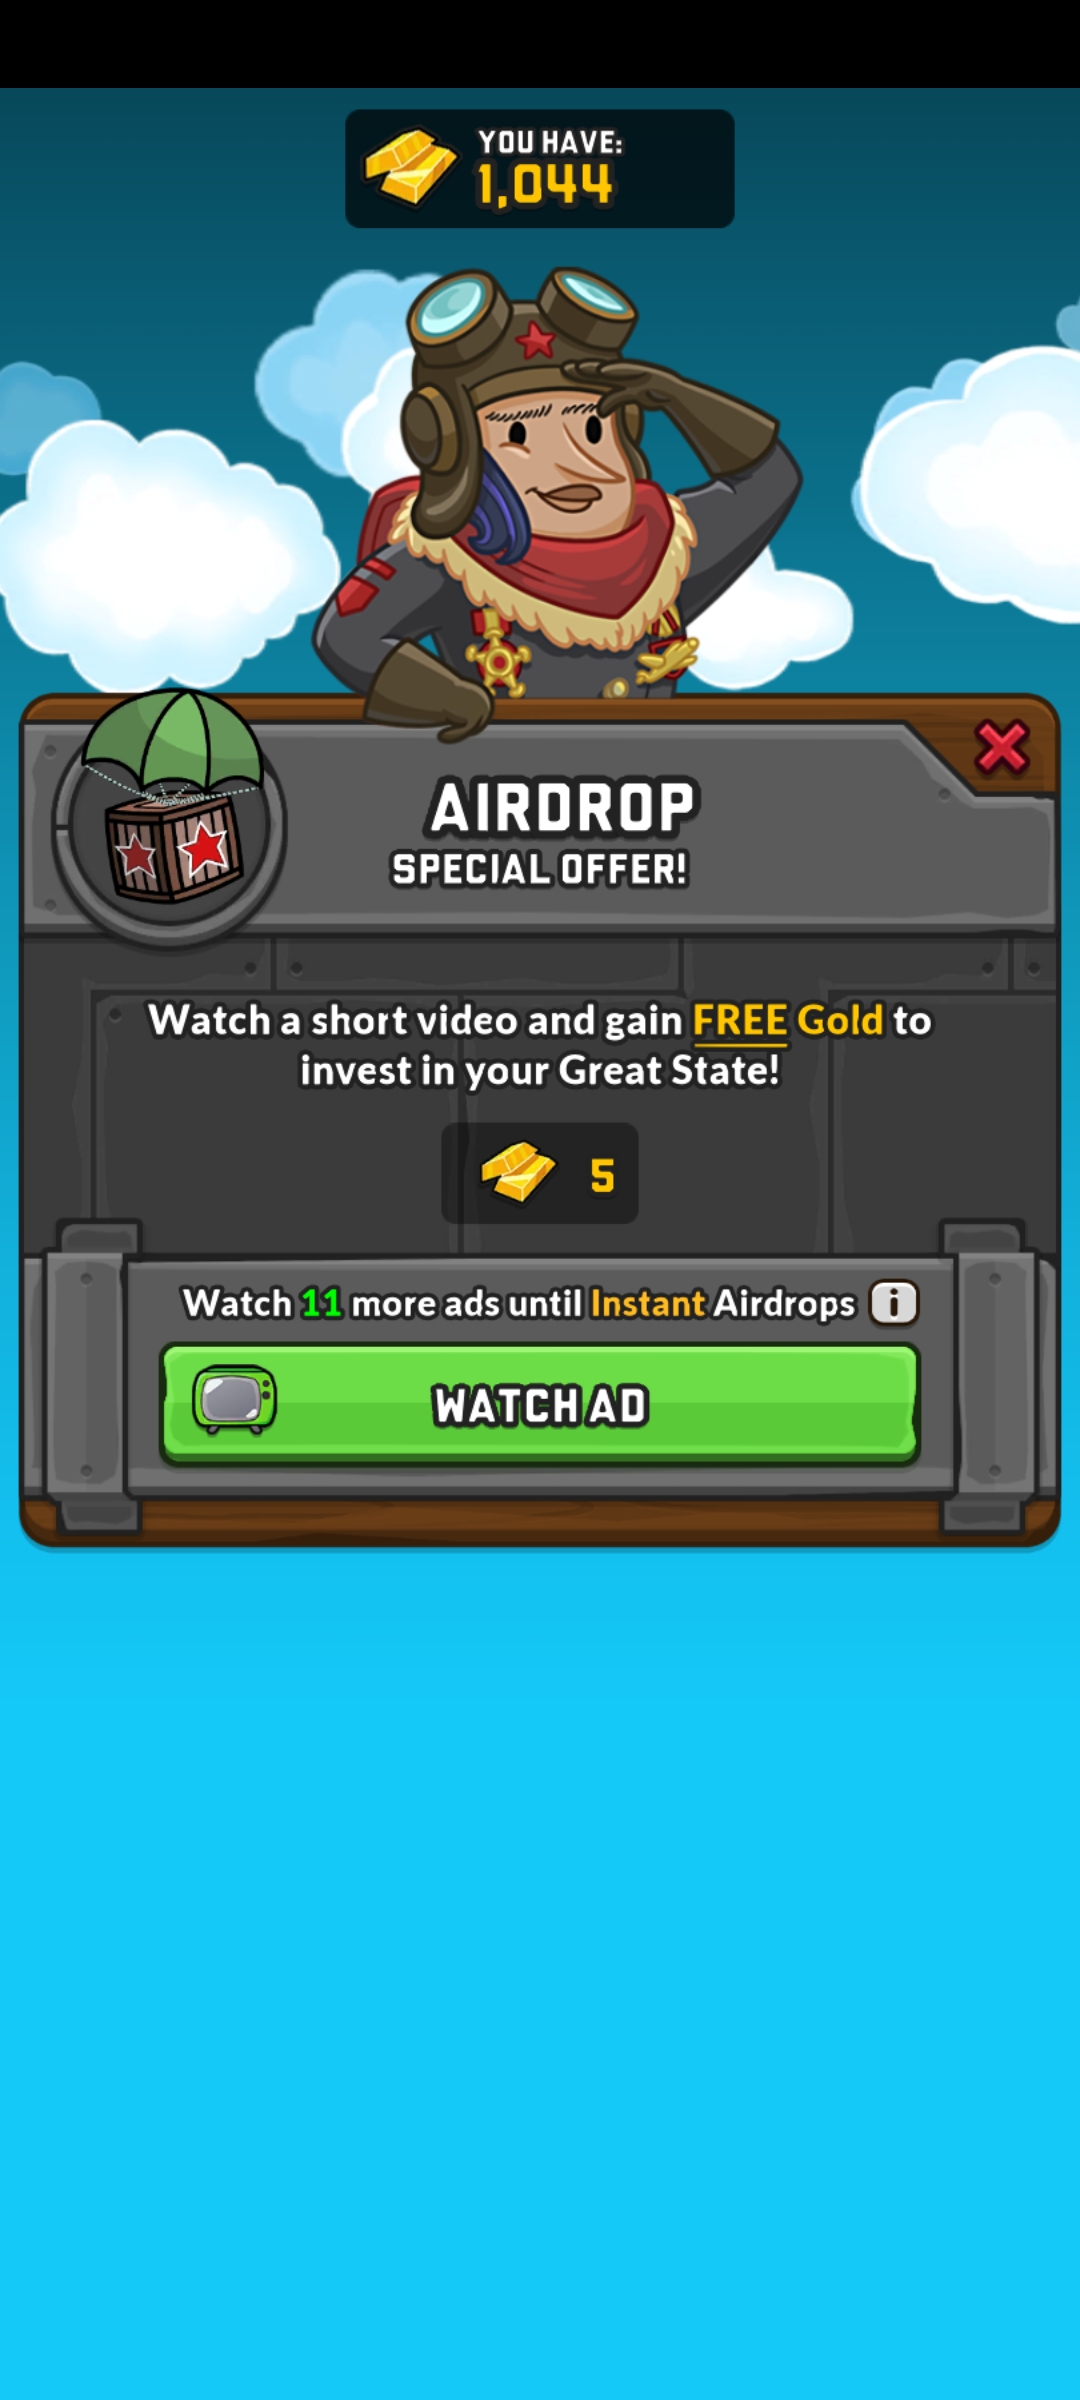 YOU HAVE:
1,044
AIRDROP
SPECIAL OFFER!
Watch a short video and gain FREE Gold to
invest in your Great State!
5
Watch 11 more ads until Instant Airdrops i
WATCH AD